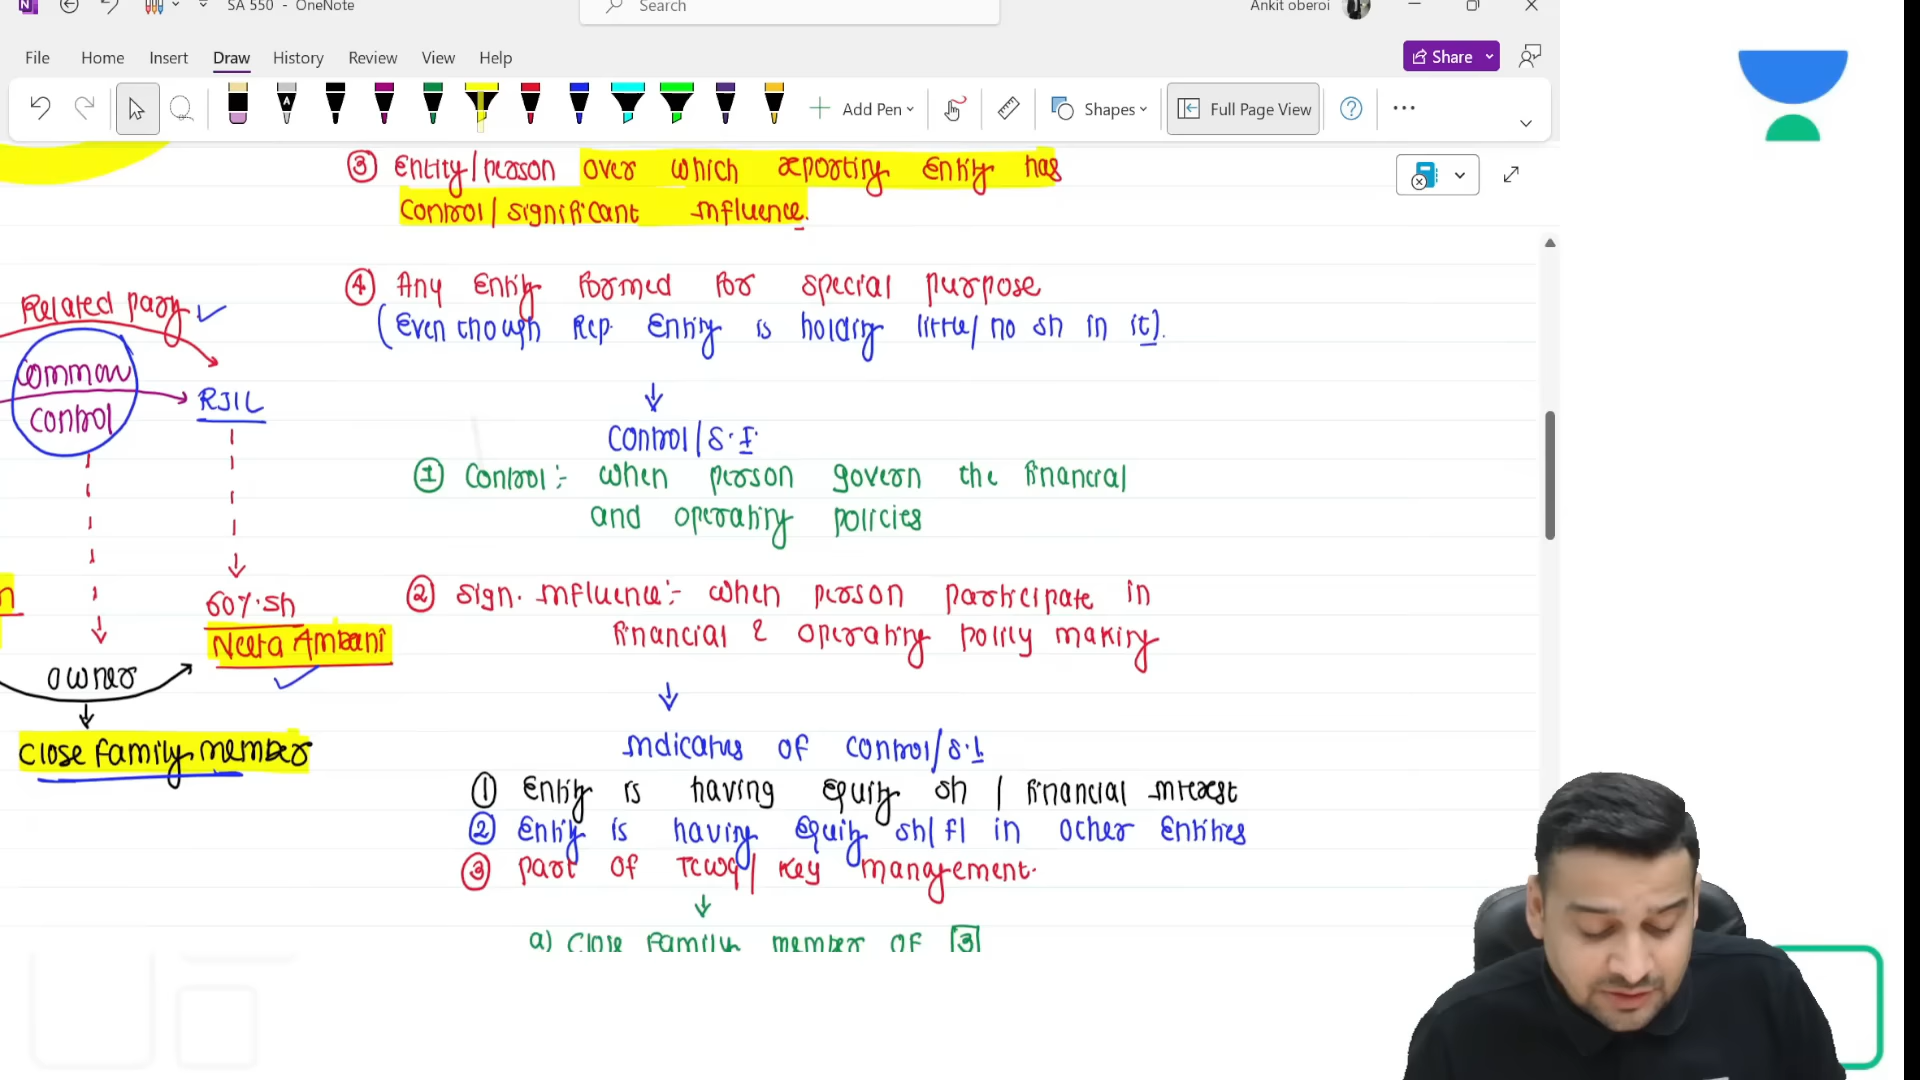 SA 550 - OneNote
Search
Ankit oberoi
File Home Insert Draw History Review View Help
Share
Add Pen
Shapes
Full Page View
③ Entity/person over which reporting Entity has
Control/significant influence.
④ Any Entity formed for special purpose
(Even though Rep. Entity is holding little/no sh in it).
Related party
Common
Control
RJIL
↓
Control/S.I.
① Control:- When person govern the financial
and operating policies
② Sign. influence:- When person participate in
financial & operating policy making
60% sh
Neeta Ambani
owner
Close family member
↓
Indicators of Control/S.I
① Entity is having Equity sh / financial interest
② Entity is having Equity sh/FI in other Entities
③ part of TCWG/ Key management.
↓
a) Close family member of 3